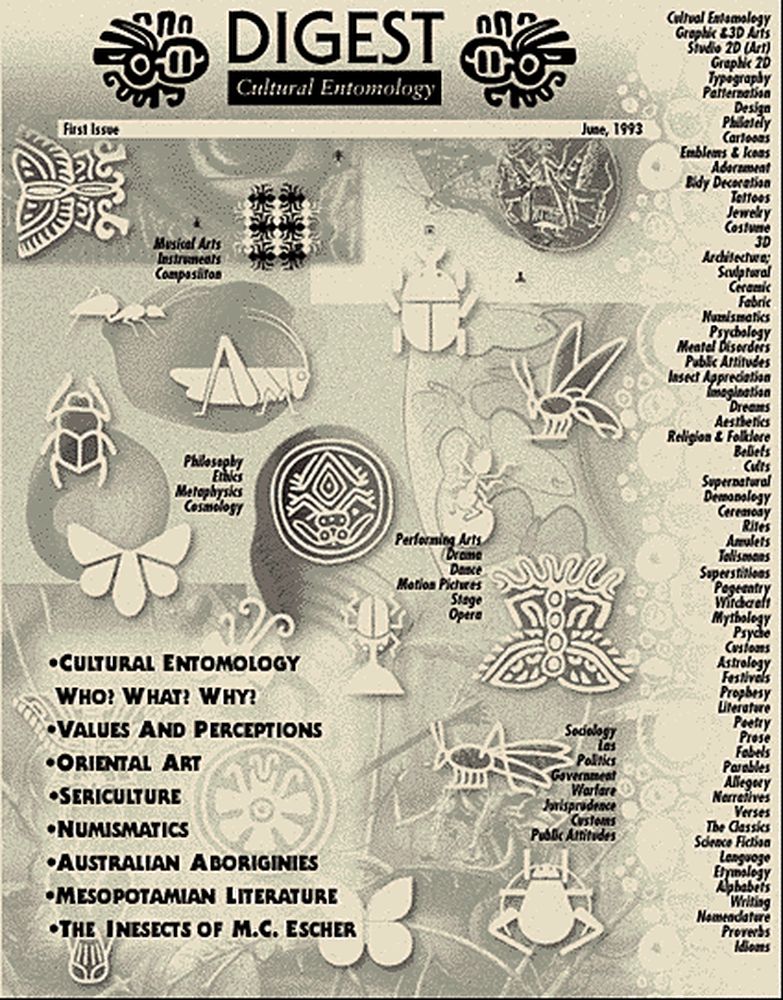 DIGEST
Cultural Entomology
First Issue
June, 1993
Cultual Entomology
Graphic &3D Arts
Studio 2D (Art)
Graphic 2D
Typography
Patternation
Design
Philately
Cartoons
Emblems & Icons
Adornment
Bidy Decoration
Tattoos
Jewelry
Costume
3D
Architectura;
Sculptural
Ceramic
Fabric
Numismatics
Psychology
Mental Disorders
Public Attitudes
Insect Appreciation
Imagination
Dreams
Aesthetics
Religion & Folklore
Beliefs
Cults
Supernatural
Demonology
Ceremony
Rites
Amulets
Talismans
Superstitions
Pageantry
Witchcraft
Mythology
Psyche
Customs
Astrology
Festivals
Prophesy
Literature
Poetry
Prose
Fabels
Parables
Allegory
Narratives
Verses
The Classics
Science Fiction
Language
Etymology
Alphabets
Writing
Nomenclature
Proverbs
Idioms
Musical Arts
Instruments
Composiiton
Philosophy
Ethics
Metaphysics
Cosmology
Performing Arts
Drama
Dance
Motion Pictures
Stage
Opera
•CULTURAL ENTOMOLOGY
WHO? WHAT? WHY?
•VALUES AND PERCEPTIONS
•ORIENTAL ART
•SERICULTURE
•NUMISMATICS
•AUSTRALIAN ABORIGINIES
•MESOPOTAMIAN LITERATURE
•THE INESECTS OF M.C. ESCHER
Sociology
Las
Politics
Government
Warfare
Jurisprudence
Customs
Public Attitudes